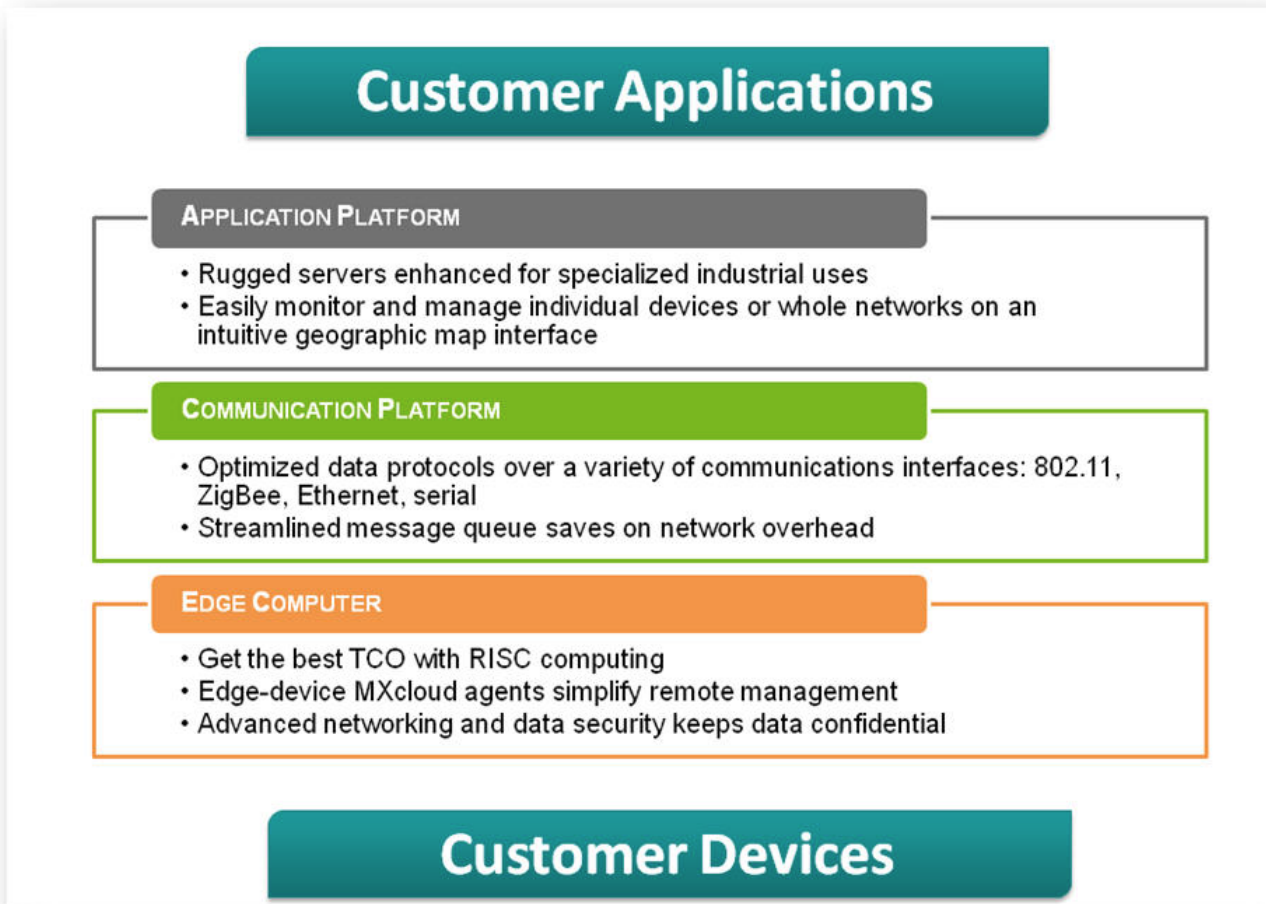 Customer Applications
APPLICATION PLATFORM
• Rugged servers enhanced for specialized industrial uses
• Easily monitor and manage individual devices or whole networks on an
intuitive geographic map interface
COMMUNICATION PLATFORM
• Optimized data protocols over a variety of communications interfaces: 802.11,
ZigBee, Ethernet, serial
• Streamlined message queue saves on network overhead
EDGE COMPUTER
• Get the best TCO with RISC computing
• Edge-device MXcloud agents simplify remote management
• Advanced networking and data security keeps data confidential
Customer Devices